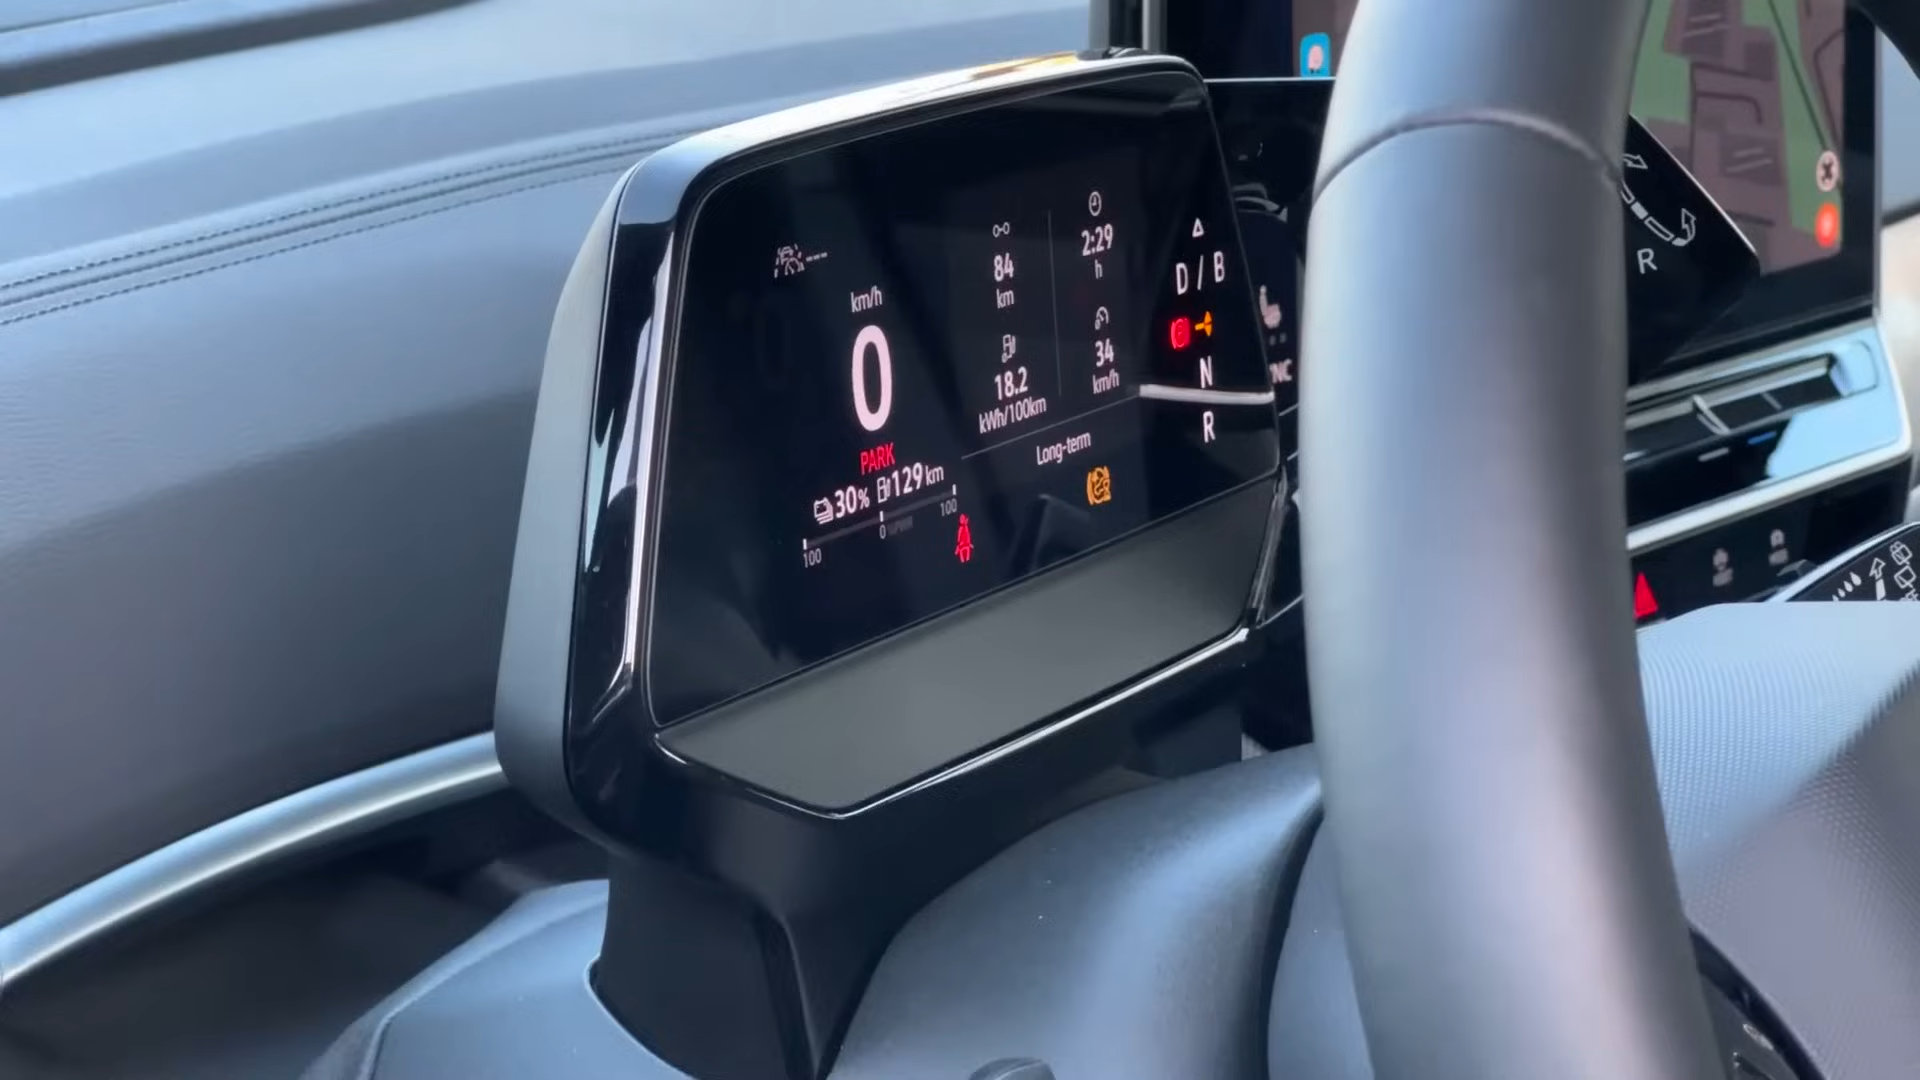 km/h
0
PARK
30% 129 km
100 0 100
84
km
2:29
h
18.2
kWh/100km
34
km/h
Long-term
D / B
N
R
R